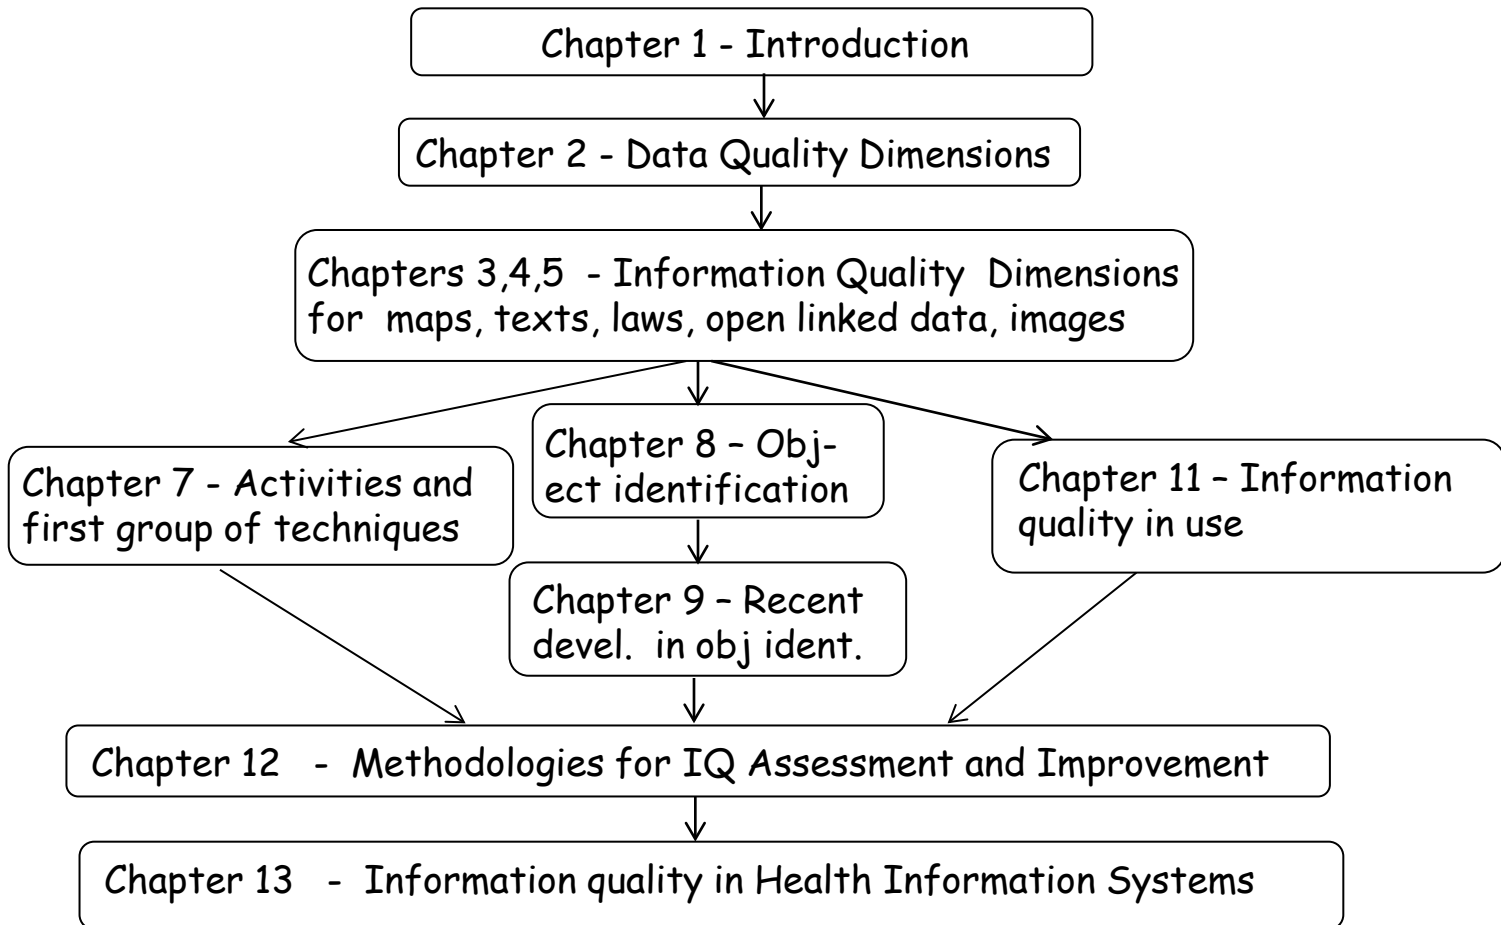 Chapter 1 - Introduction
Chapter 2 - Data Quality Dimensions
Chapters 3,4,5 - Information Quality Dimensions
for maps, texts, laws, open linked data, images
Chapter 7 - Activities and
first group of techniques
Chapter 8 – Obj-
ect identification
Chapter 11 – Information
quality in use
Chapter 9 – Recent
devel. in obj ident.
Chapter 12 - Methodologies for IQ Assessment and Improvement
Chapter 13 - Information quality in Health Information Systems